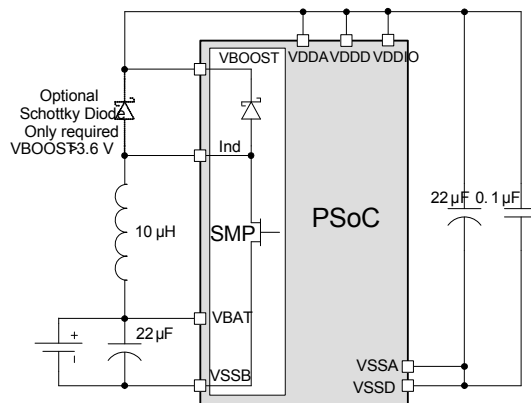 VBOOST
VDDA VDDD VDDIO
Optional
Schottky Diode
Only required
VBOOST>3.6 V
Ind
22 µF 0.1 µF
10 µH
SMP
PSoC
VBAT
22 µF
+
VSSA
VSSB
VSSD